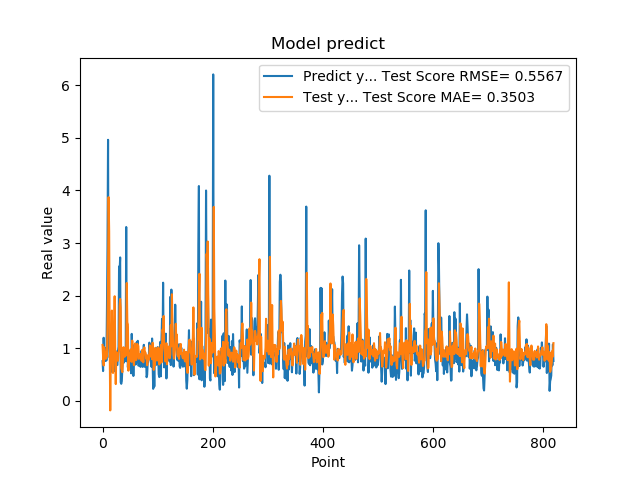 Model predict
Predict y... Test Score RMSE= 0.5567
Test y... Test Score MAE= 0.3503
Real value
6
5
4
3
2
1
0
0 200 400 600 800
Point